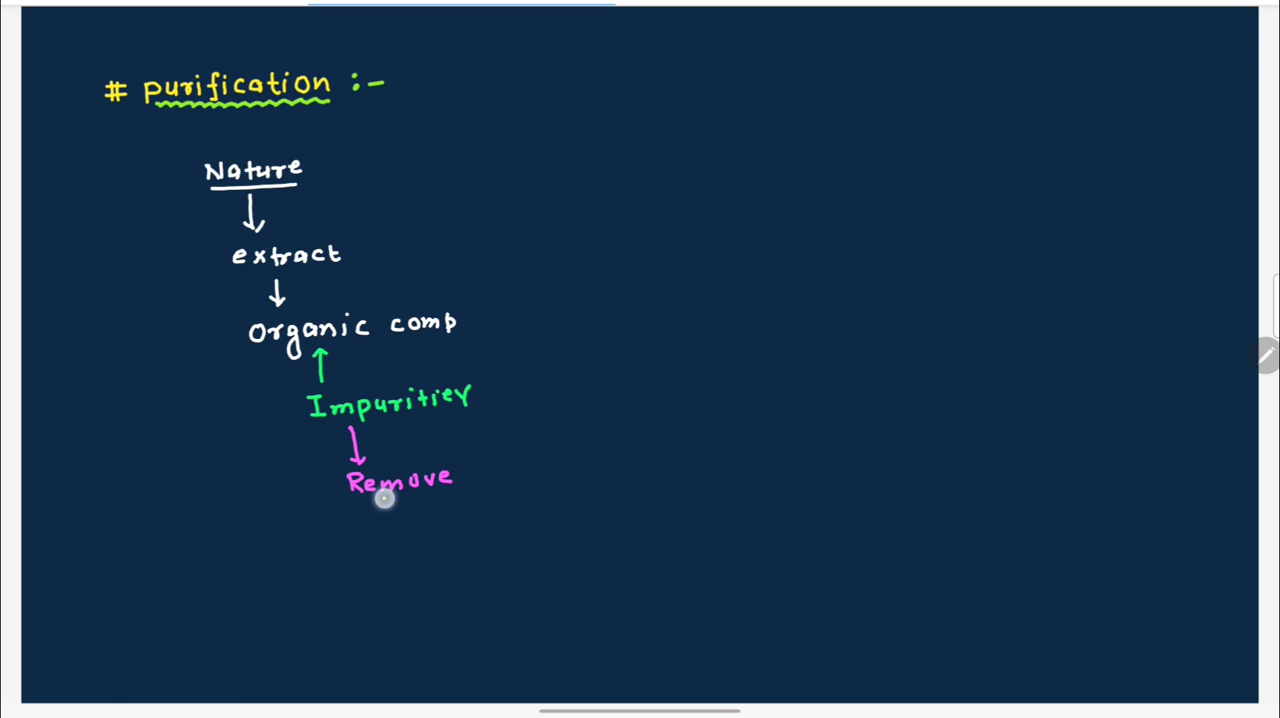 # purification :-
Nature
extract
organic comp
Impurities
Remove